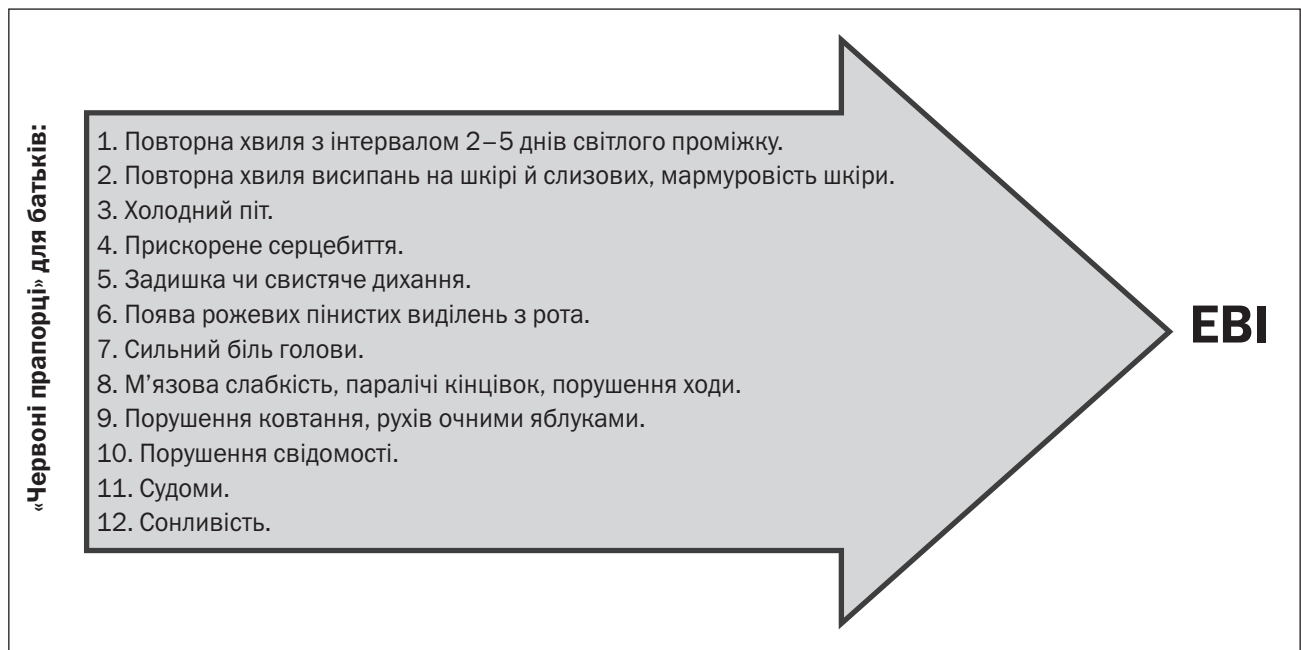 «Червоні прапорці» для батьків:
1. Повторна хвиля з інтервалом 2–5 днів світлого проміжку.
2. Повторна хвиля висипань на шкірі й слизових, мармуровість шкіри.
3. Холодний піт.
4. Прискорене серцебиття.
5. Задишка чи свистяче дихання.
6. Поява рожевих пінистих виділень з рота.
7. Сильний біль голови.
8. М’язова слабкість, паралічі кінцівок, порушення ходи.
9. Порушення ковтання, рухів очними яблуками.
10. Порушення свідомості.
11. Судоми.
12. Сонливість.
ЕВІ